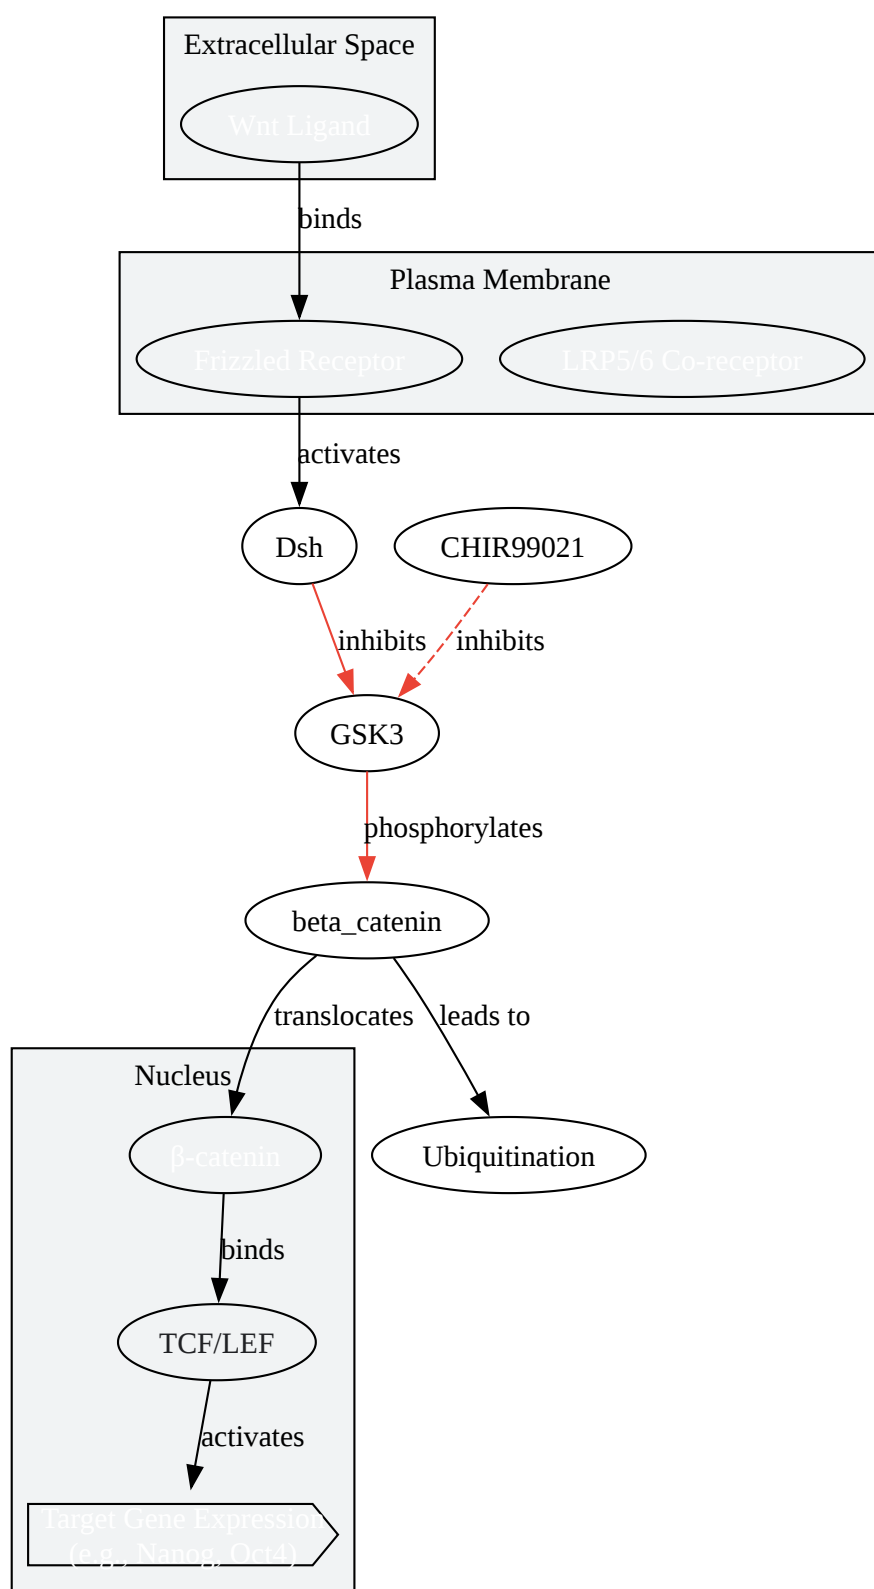 Extracellular Space
Wnt Ligand
binds
Plasma Membrane
Frizzled Receptor
LRP5/6 Co-receptor
activates
Dsh
CHIR99021
inhibits
inhibits
GSK3
phosphorylates
beta_catenin
translocates
leads to
Nucleus
β-catenin
Ubiquitination
binds
TCF/LEF
activates
Target Gene Expression
(e.g., Nanog, Oct4)